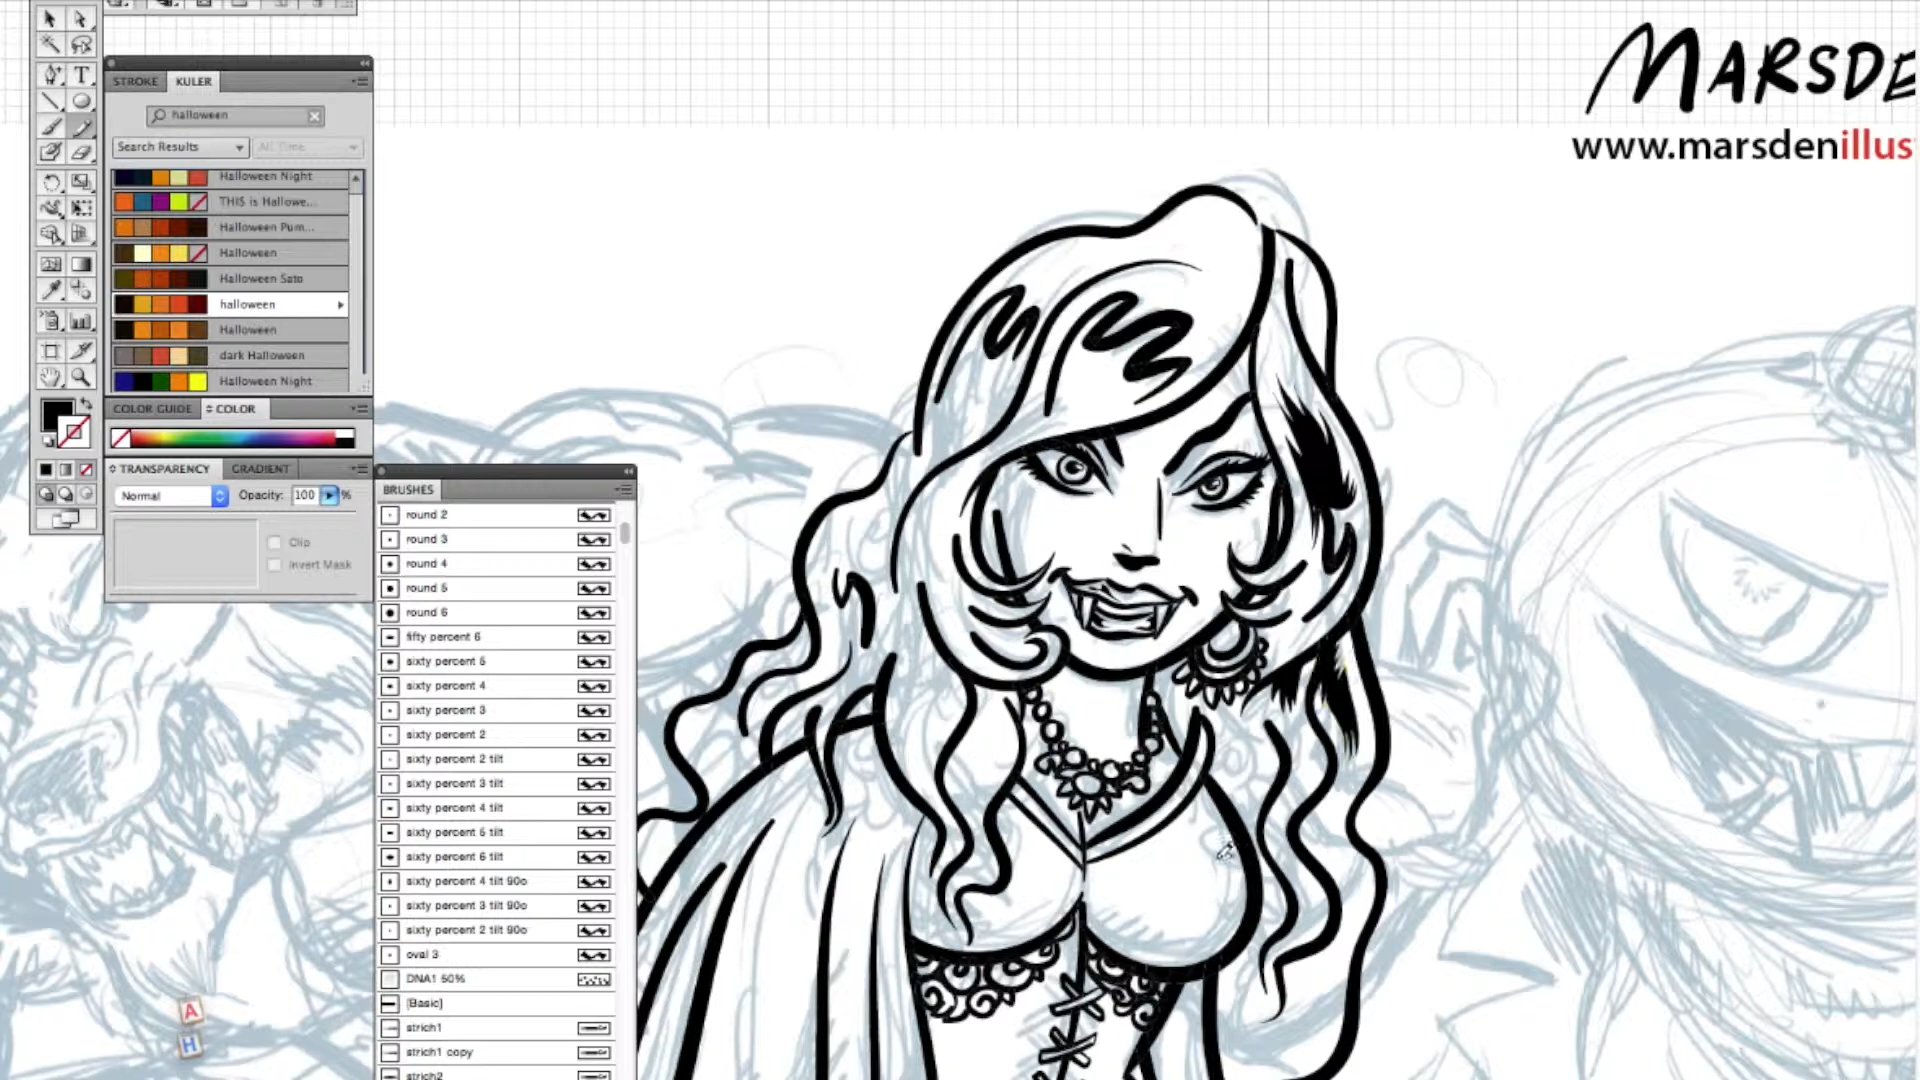 MARSDE
www.marsdenillus
STROKE KULER
halloween
Search Results All Time
Halloween Night
THIS is Hallowe...
Halloween Pum...
Halloween
Halloween Sato
halloween
Halloween
dark Halloween
Halloween Night
COLOR GUIDE COLOR
TRANSPARENCY GRADIENT
Normal Opacity: 100 %
Clip
Invert Mask
BRUSHES
round 2
round 3
round 4
round 5
round 6
fifty percent 6
sixty percent 5
sixty percent 4
sixty percent 3
sixty percent 2
sixty percent 2 tilt
sixty percent 3 tilt
sixty percent 4 tilt
sixty percent 5 tilt
sixty percent 6 tilt
sixty percent 4 tilt 90o
sixty percent 3 tilt 90o
sixty percent 2 tilt 90o
oval 3
DNA1 50%
[Basic]
strich1
strich1 copy
strich2
A
H